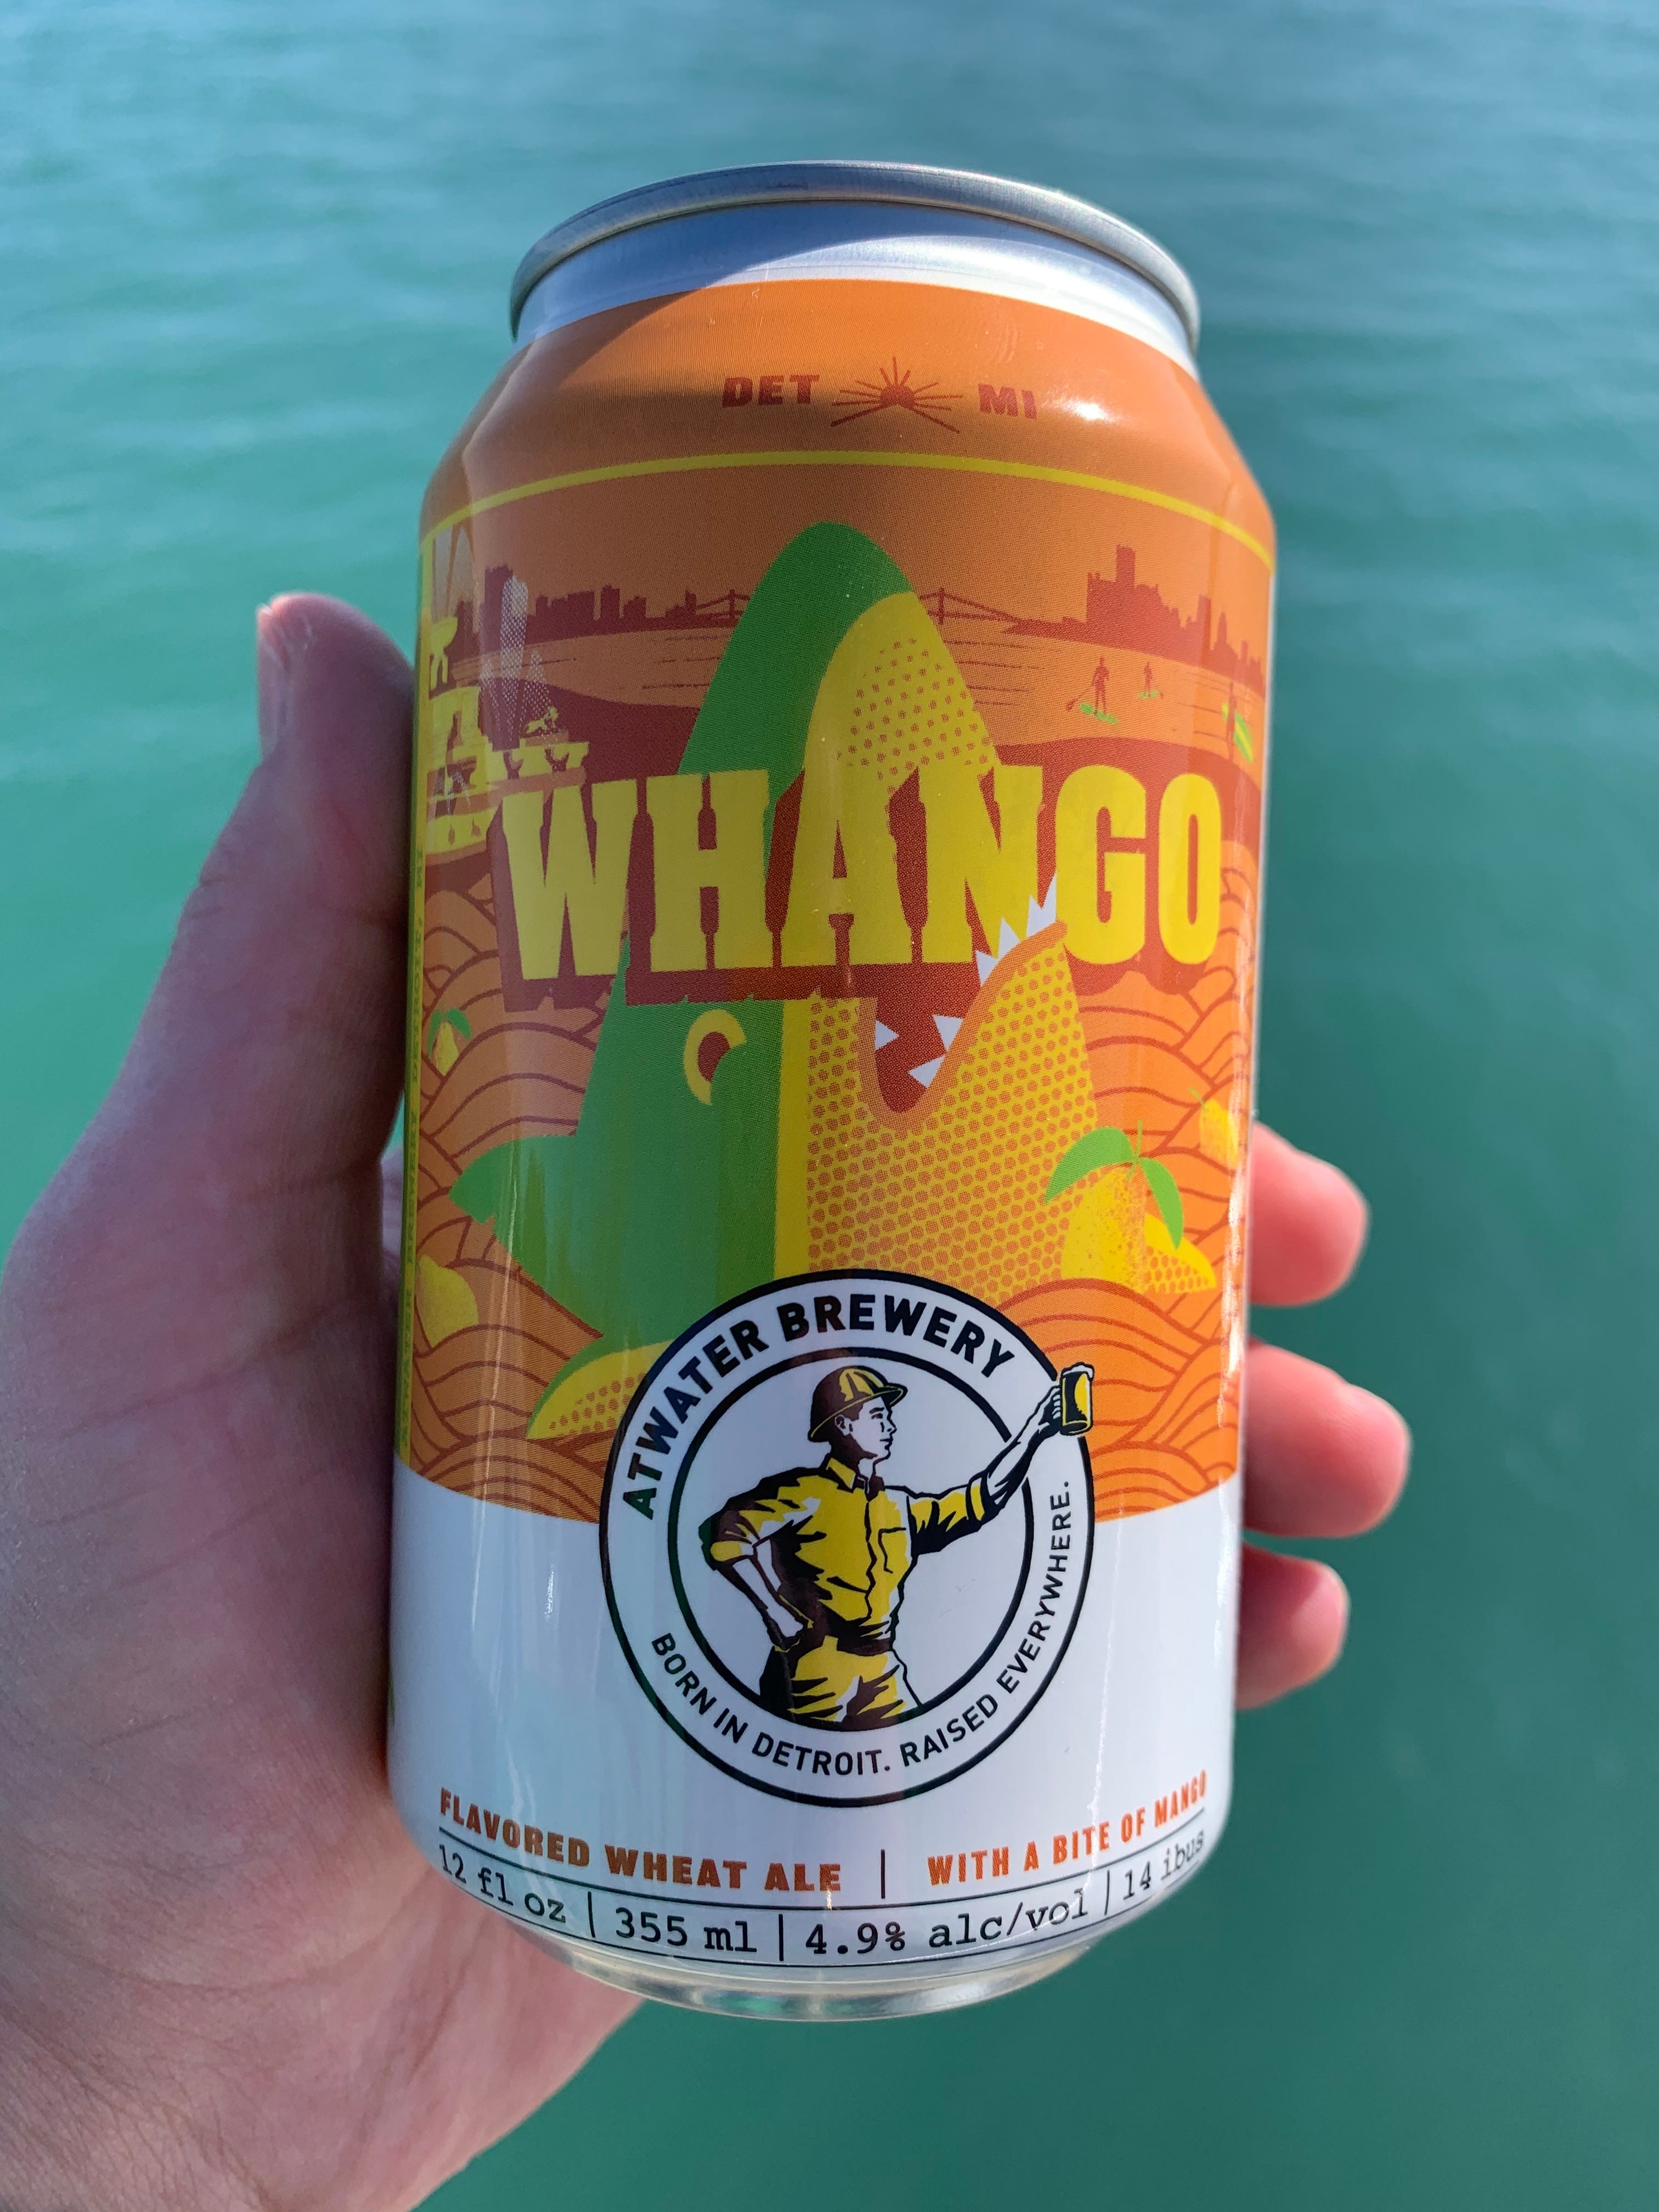 DET MI
WHANGO
ATWATER BREWERY
BORN IN DETROIT. RAISED EVERYWHERE.
FLAVORED WHEAT ALE | WITH A BITE OF MANGO
12 fl oz | 355 ml | 4.9% alc/vol | 14 ibus